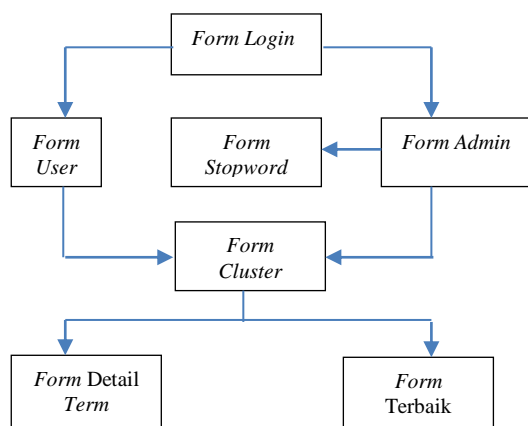 Form Login
Form
User
Form
Stopword
Form Admin
Form
Cluster
Form Detail
Term
Form
Terbaik